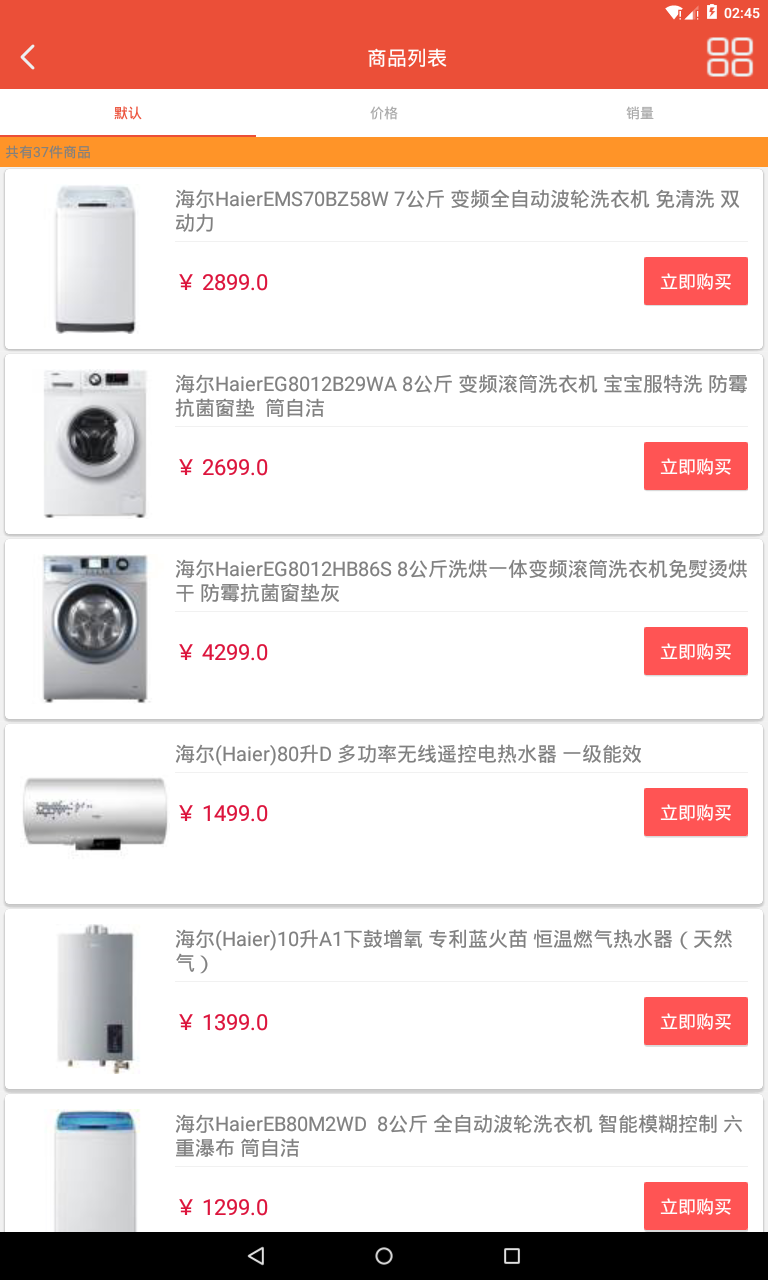 02:45
商品列表
默认
价格
销量
共有37件商品
海尔HaierEMS70BZ58W 7公斤 变频全自动波轮洗衣机 免清洗 双
动力
¥ 2899.0
立即购买
海尔HaierEG8012B29WA 8公斤 变频滚筒洗衣机 宝宝服特洗 防霉
抗菌窗垫 筒自洁
¥ 2699.0
立即购买
海尔HaierEG8012HB86S 8公斤洗烘一体变频滚筒洗衣机免熨烫烘
干 防霉抗菌窗垫灰
¥ 4299.0
立即购买
海尔(Haier)80升D 多功率无线遥控电热水器 一级能效
¥ 1499.0
立即购买
海尔(Haier)10升A1下鼓增氧 专利蓝火苗 恒温燃气热水器（天然
气）
¥ 1399.0
立即购买
海尔HaierEB80M2WD 8公斤 全自动波轮洗衣机 智能模糊控制 六
重瀑布 筒自洁
¥ 1299.0
立即购买